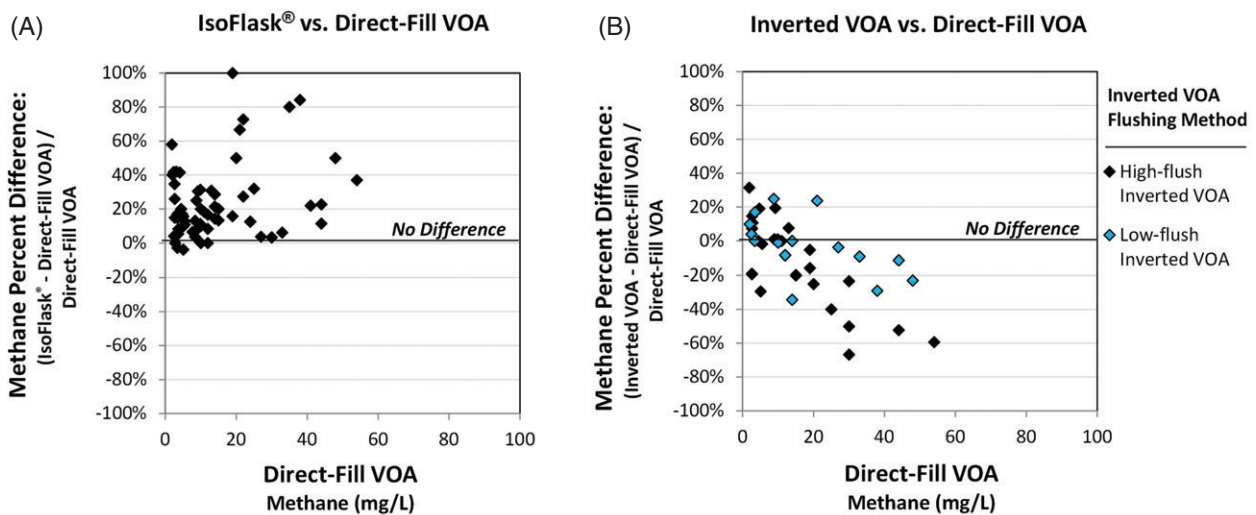 (A)
IsoFlask® vs. Direct-Fill VOA
Methane Percent Difference:
(IsoFlask® - Direct-Fill VOA) /
Direct-Fill VOA
100%
80%
60%
40%
20%
0%
-20%
-40%
-60%
-80%
-100%
No Difference
0 20 40 60 80 100
Direct-Fill VOA
Methane (mg/L)
(B)
Inverted VOA vs. Direct-Fill VOA
Methane Percent Difference:
(Inverted VOA - Direct-Fill VOA) /
Direct-Fill VOA
100%
80%
60%
40%
20%
0%
-20%
-40%
-60%
-80%
-100%
No Difference
0 20 40 60 80 100
Direct-Fill VOA
Methane (mg/L)
Inverted VOA
Flushing Method
High-flush
Inverted VOA
Low-flush
Inverted VOA